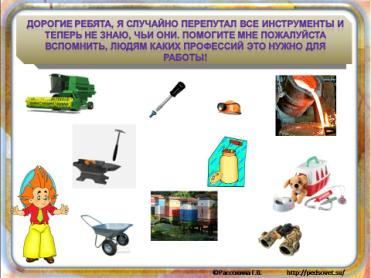 ДОРОГИЕ РЕБЯТА, Я СЛУЧАЙНО ПЕРЕПУТАЛ ВСЕ ИНСТРУМЕНТЫ И
ТЕПЕРЬ НЕ ЗНАЮ, ЧЬИ ОНИ. ПОМОГИТЕ МНЕ ПОЖАЛУЙСТА
ВСПОМНИТЬ, ЛЮДЯМ КАКИХ ПРОФЕССИЙ ЭТО НУЖНО ДЛЯ
РАБОТЫ!
©Рассохина Г.В. http://pedsovet.su/